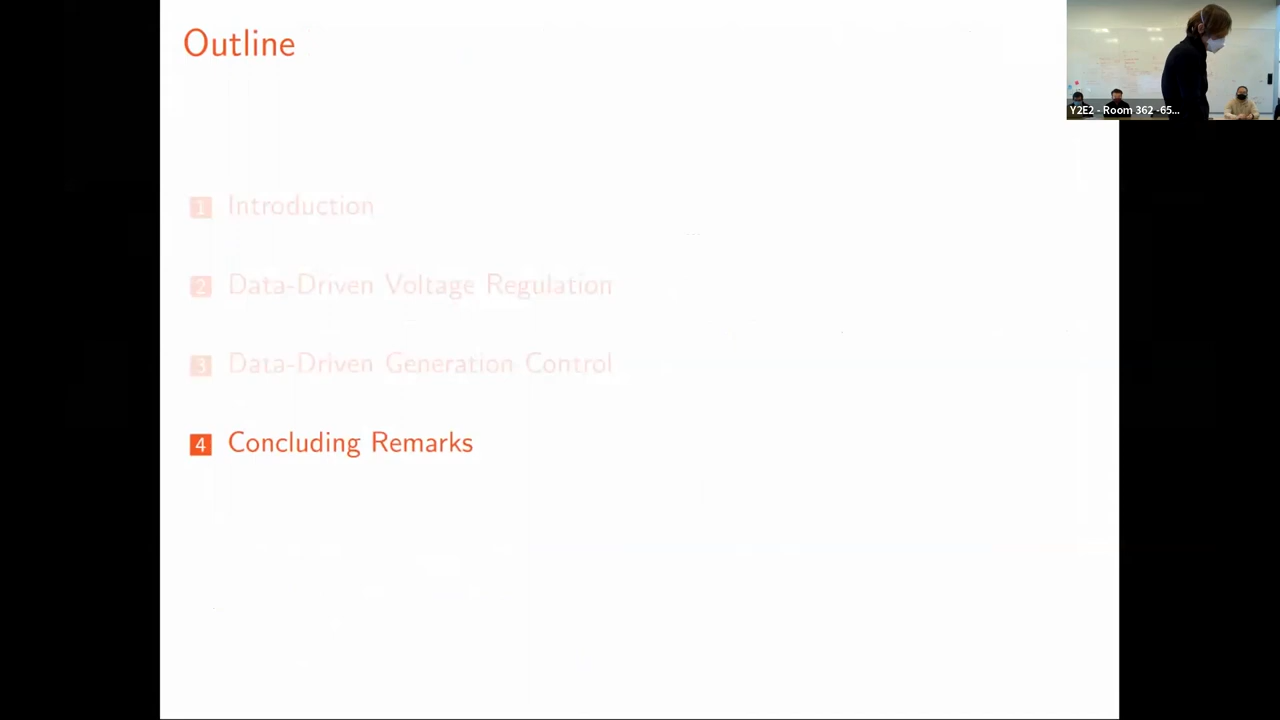 Outline
1 Introduction
2 Data-Driven Voltage Regulation
3 Data-Driven Generation Control
4 Concluding Remarks
Y2E2 - Room 362 -65...